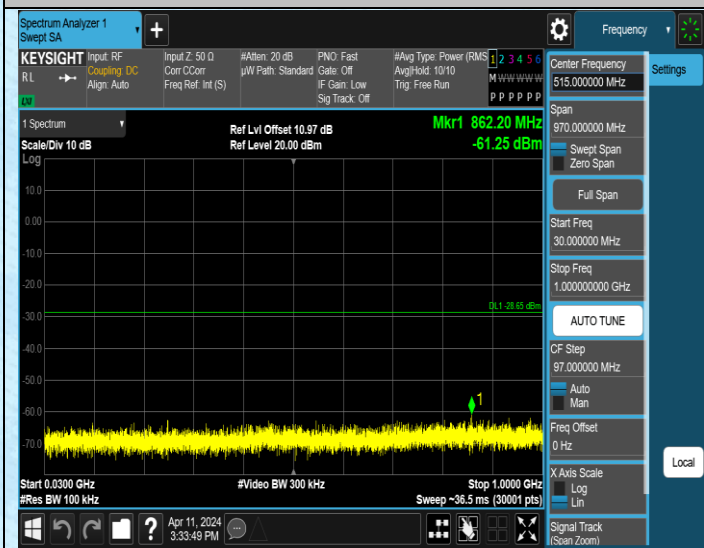 Spectrum Analyzer 1
Swept SA
+
Frequency
KEYSIGHT
RL
LXI
Input: RF
Coupling: DC
Align: Auto
Input Z: 50 Ω
Corr CCorr
Freq Ref: Int (S)
#Atten: 20 dB
µW Path: Standard
PNO: Fast
Gate: Off
IF Gain: Low
Sig Track: Off
#Avg Type: Power (RMS
Avg|Hold: 10/10
Trig: Free Run
1 2 3 4 5 6
M W W W W W
P P P P P P
1 Spectrum
Scale/Div 10 dB
Log
Ref Lvl Offset 10.97 dB
Ref Level 20.00 dBm
Mkr1 862.20 MHz
-61.25 dBm
10.0
0.00
-10.0
-20.0
-30.0
-40.0
-50.0
-60.0
-70.0
DL1 -28.65 dBm
1
Start 0.0300 GHz
#Res BW 100 kHz
#Video BW 300 kHz
Stop 1.0000 GHz
Sweep ~36.5 ms (30001 pts)
Center Frequency
515.000000 MHz
Settings
Span
970.000000 MHz
Swept Span
Zero Span
Full Span
Start Freq
30.000000 MHz
Stop Freq
1.000000000 GHz
AUTO TUNE
CF Step
97.000000 MHz
Auto
Man
Freq Offset
0 Hz
X Axis Scale
Log
Lin
Local
Signal Track
(Span Zoom)
?
Apr 11, 2024
3:33:49 PM